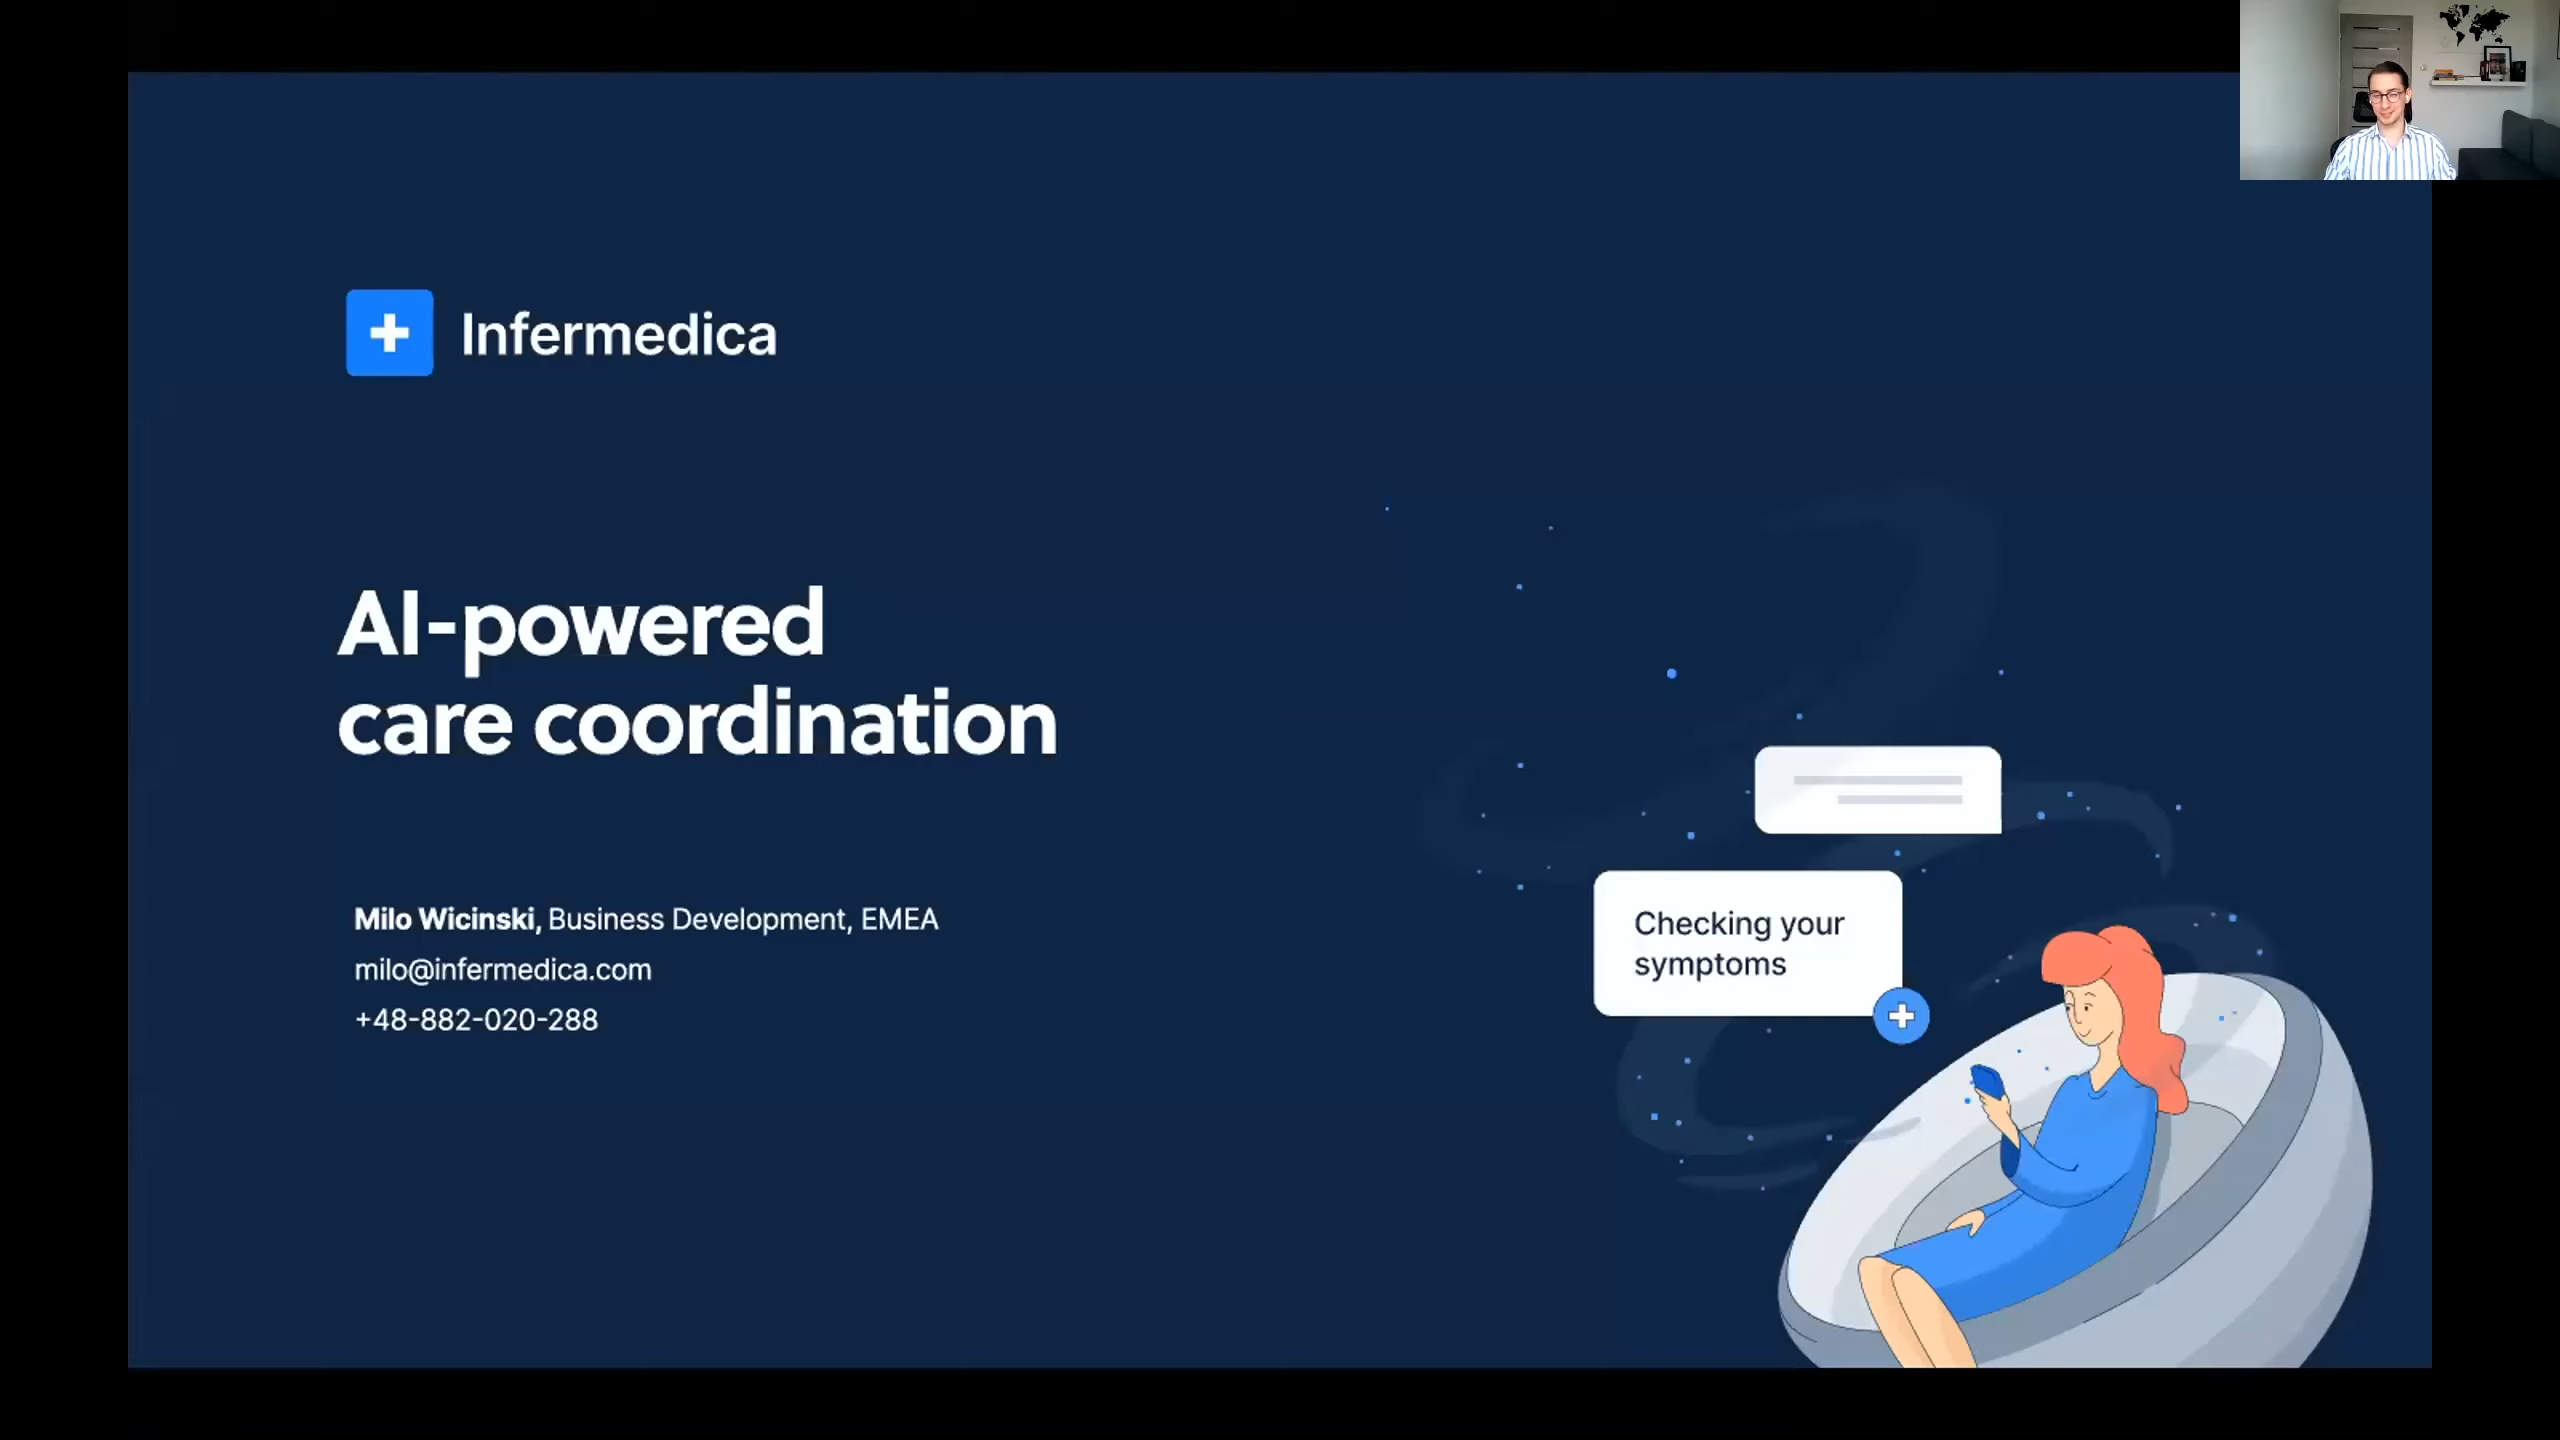 Infermedica
AI-powered
care coordination
Milo Wicinski, Business Development, EMEA
milo@infermedica.com
+48-882-020-288
Checking your
symptoms